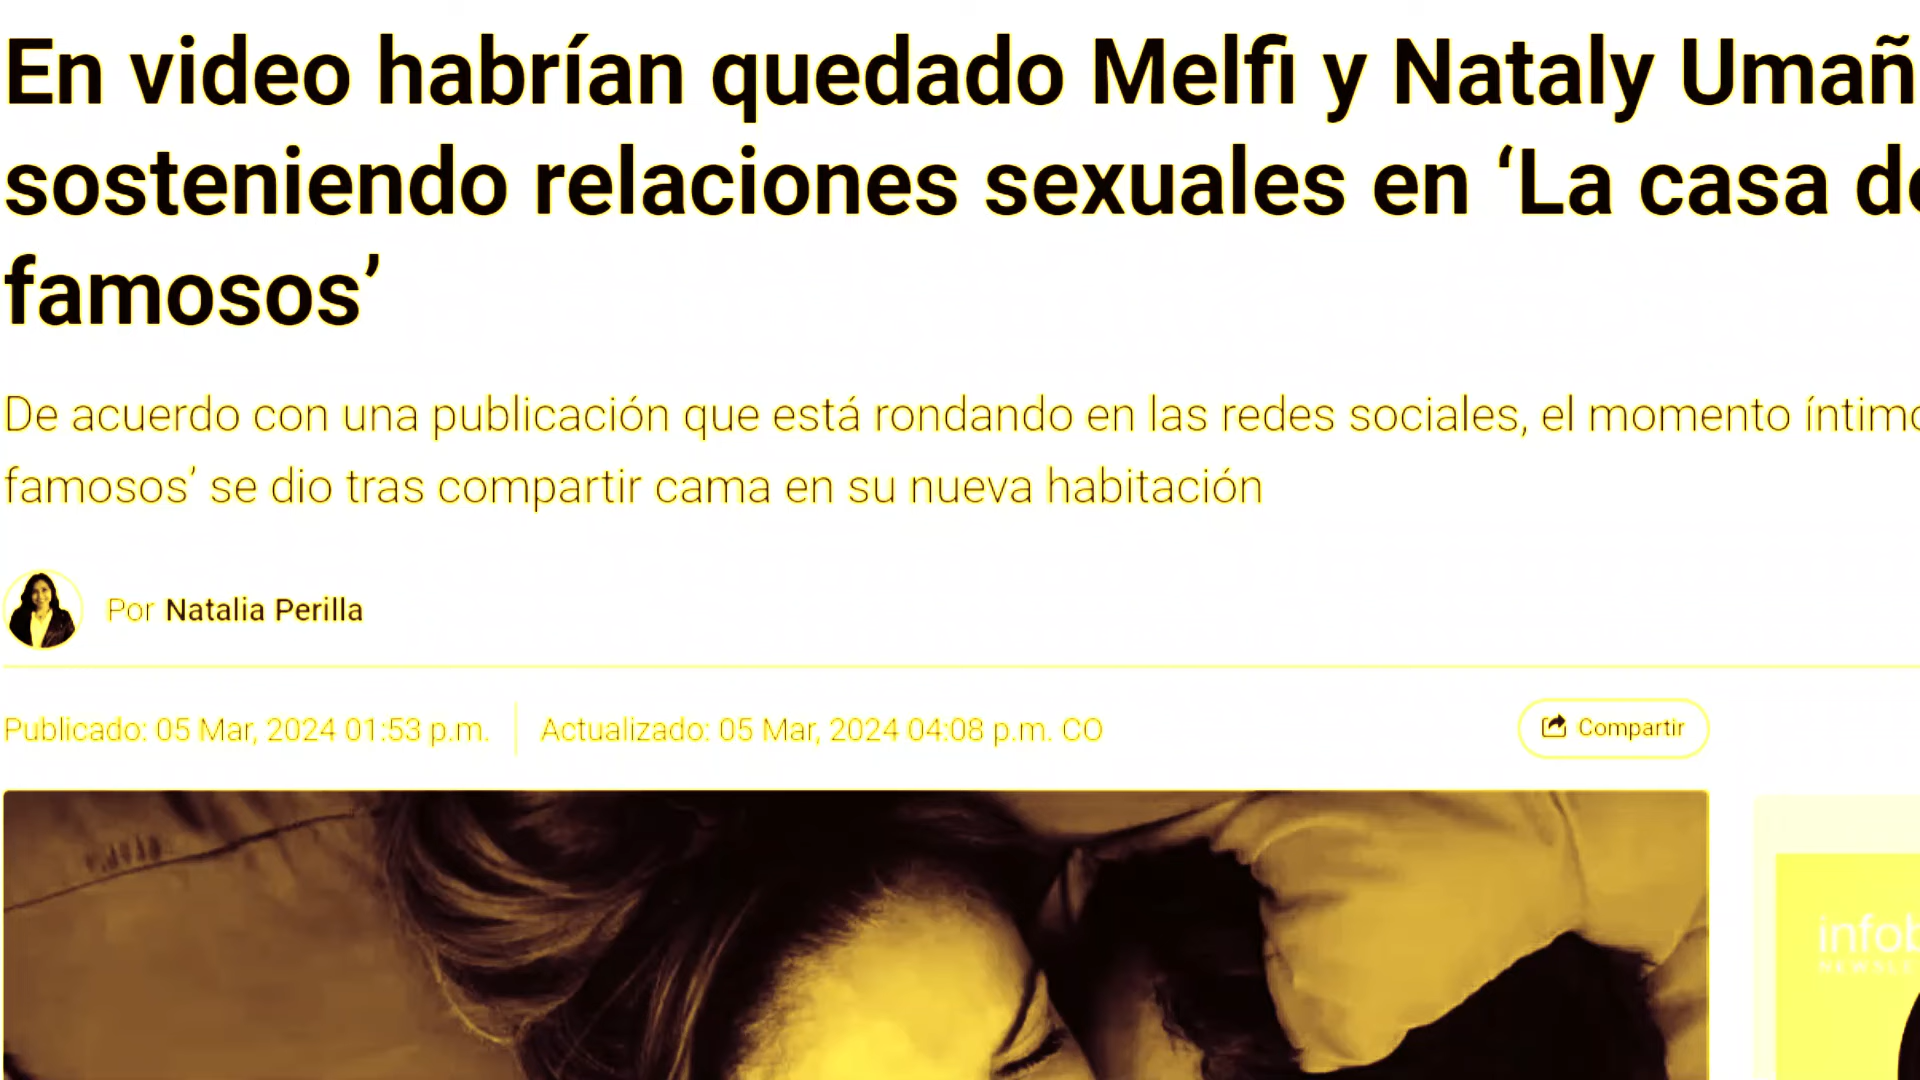 En video habrían quedado Melfi y Nataly Umañ
sosteniendo relaciones sexuales en ‘La casa de
famosos’
De acuerdo con una publicación que está rondando en las redes sociales, el momento íntimo
famosos’ se dio tras compartir cama en su nueva habitación
Por Natalia Perilla
Publicado: 05 Mar, 2024 01:53 p.m.
Actualizado: 05 Mar, 2024 04:08 p.m. CO
Compartir